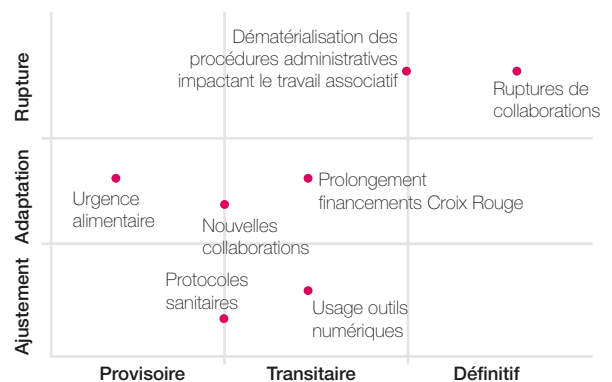 Rupture
Dématérialisation des
procédures administratives
impactant le travail associatif
Ruptures de
collaborations
Adaptation
Urgence
alimentaire
Nouvelles
collaborations
Prolongement
financements Croix Rouge
Ajustement
Protocoles
sanitaires
Usage outils
numériques
Provisoire
Transitaire
Définitif